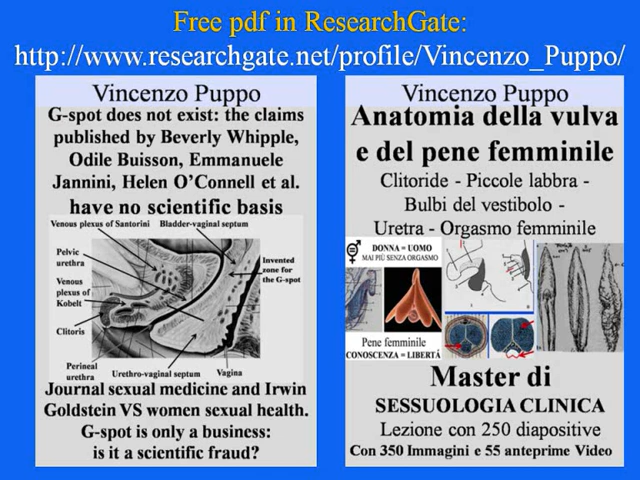 Free pdf in ResearchGate:
http://www.researchgate.net/profile/Vincenzo_Puppo/
Vincenzo Puppo
G-spot does not exist: the claims
published by Beverly Whipple,
Odile Buisson, Emmanuele
Jannini, Helen O’Connell et al.
have no scientific basis
Venous plexus of Santorini
Bladder-vaginal septum
Pelvic
urethra
Invented
zone for
the G-spot
Venous
plexus of
Kobelt
Clitoris
Perineal
urethra
Urethro-vaginal septum
Vagina
Journal sexual medicine and Irwin
Goldstein VS women sexual health.
G-spot is only a business:
is it a scientific fraud?
Vincenzo Puppo
Anatomia della vulva
e del pene femminile
Clitoride - Piccole labbra -
Bulbi del vestibolo -
Uretra - Orgasmo femminile
DONNA = UOMO
MAI PIÙ SENZA ORGASMO
Pene femminile
CONOSCENZA = LIBERTÁ
Master di
SESSUOLOGIA CLINICA
Lezione con 250 diapositive
Con 350 Immagini e 55 anteprime Video